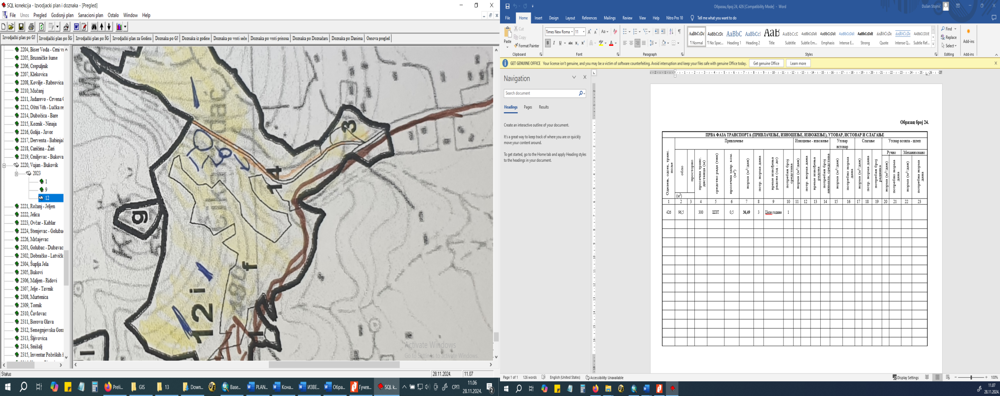 SQL konekcija - Izvodjacki plan i doznaka - [Pregled]
File Unos Pregled Godisnji plan Sanacioni plan Ostalo Window Help
Izvodjački plan po GJ Izvodjački plan po ŠG Izvodjački plan po ŠG Izvodjački plan za Godinu Doznaka po GJ Doznaka iz godine Doznaka po vrsti seče Doznaka po vrsti prinosa Doznaka po Doznačaru Doznaka po Danima Osnova pregled
2204, Biser Voda - Crni vr
2205, Brusničke šume
2206, Crepuljnik
2207, Klekovica
2208, Kovilje - Rabrovica
2210, Mučanj
2211, Jadarevo - Crvena
2212, Oštri Vrh - Lučka re
2214, Dubočica - Bare
2215, Koznik - Ninaja
2216, Golija - Javor
2217, Derventa - Babinjač
2218, Caričina - Žari
2219, Cmiljevac - Bukova
2220, Vujan - Bukovik
2023
1
9
12
2221, Rožanj - Jeljen
2222, Jelica
2223, Ovčar - Kablar
2224, Stenjevac - Goluba
2226, Mrčajevac
2301, Golubac - Dubavac
2302, Dobračko - Latvičk
2304, Šuplja Jela
2305, Bukovi
2306, Maljen - Ridovi
2307, Jelje - Tavnik
2308, Murtenica
2309, Tornik
2310, Čavlovac
2311, Borova Glava
2312, Semegnjevska Gora
2313, Šljivovica
2314, Smišalj
2315, Inventar Požeških š
3
14
g
f
12 i
Activate Windows
Go to Settings to activate Windows.
Status 28.11.2024. 11.07
Preli... GIS 13 Down... Base... PLAN... Кона... ИЗВЕ... Обра... Гучев... SQL k... СРП 11.06
28.11.2024. 2
Образац број 24, 426 [Compatibility Mode] - Word Dušan Stojnić
File Home Insert Design Layout References Mailings Review View Help Nitro Pro 10 Tell me what you want to do
Paste Cut Copy Format Painter
Times New Roma 11
B I U abc X₂ X² Aa A
AaBbCcDd AaBbCcDc AaBbC AaBbCcI AaB AaBbCcD AaBbCcDdI AaBbCcDdI AaBbCcDdI AaBbCcDdE AaBbCcDc AaBbCcDc AABBCCDDE
¶ Normal ¶ No Spac... Heading 1 Heading 2 Title Subtitle Subtle Em... Emphasis Intense E... Strong Quote Intense Q... Subtle Ref...
Find Replace Select Add-ins
Clipboard Font Paragraph Styles Editing Add-ins
GET GENUINE OFFICE Your license isn't genuine, and you may be a victim of software counterfeiting. Avoid interruption and keep your files safe with genuine Office today. Get genuine Office Learn more
Navigation
Search document
Headings Pages Results
Create an interactive outline of your document.
It's a great way to keep track of where you are or quickly
move your content around.
To get started, go to the Home tab and apply Heading styles
to the headings in your document.
Образац број 24.
ПРВА ФАЗА ТРАНСПОРТА (ПРИВЛАЧЕЊЕ, ИЗНОШЕЊЕ, ИЗВОЖЕЊЕ), УТОВАР, ИСТОВАР И СЛАГАЊЕ
Привлачење Изношење - извожење Утовар истовар Слагање Утовар возила - шлеп
Ручно Механизовано
Одељењ, одсек, транс. поље
обло
просторно
(м³)
просечна транс. дистанца (м)
средство рада (тип)
просечна запр. ком. (м³)
норма (м³/дан)
потр. норма дана
време извођења радова (од - до)
потребан број средстава
норма (м³/дан)
потр. норма дана
време извођења радова
потребан број анимала, средстава
норма (м³/дан)
потребно норма дана
норма (м³/дан)
потр. норма дана
потребан број радника
норма (м³/дан)
потребно норма дана
норма (м³/дан)
потребна норма дана
1 2 3 4 5 6 7 8 9 10 11 12 13 14 15 16 17 18 19 20 21 22 23
426 96,5 300 ШЗТ 0,5 36,49 3 Целе године 1
Page 1 of 1 126 words English (United States) Accessibility: Unavailable Display Settings 100%
11.07
28.11.2024.